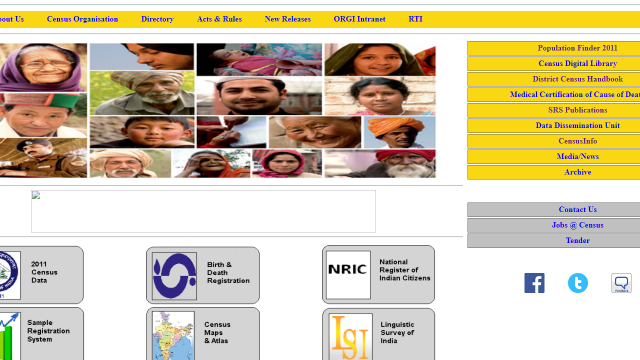 out Us Census Organisation Directory Acts & Rules New Releases ORGI Intranet RTI
Population Finder 2011
Census Digital Library
District Census Handbook
Medical Certification of Cause of Deat
SRS Publications
Data Dissemination Unit
CensusInfo
Media/News
Archive
Contact Us
Jobs @ Census
Tender
2011
Census
Data
Birth &
Death
Registration
NRIC
National
Register of
Indian Citizens
Sample
Registration
System
Census
Maps
& Atlas
LSI
Linguistic
Survey of
India